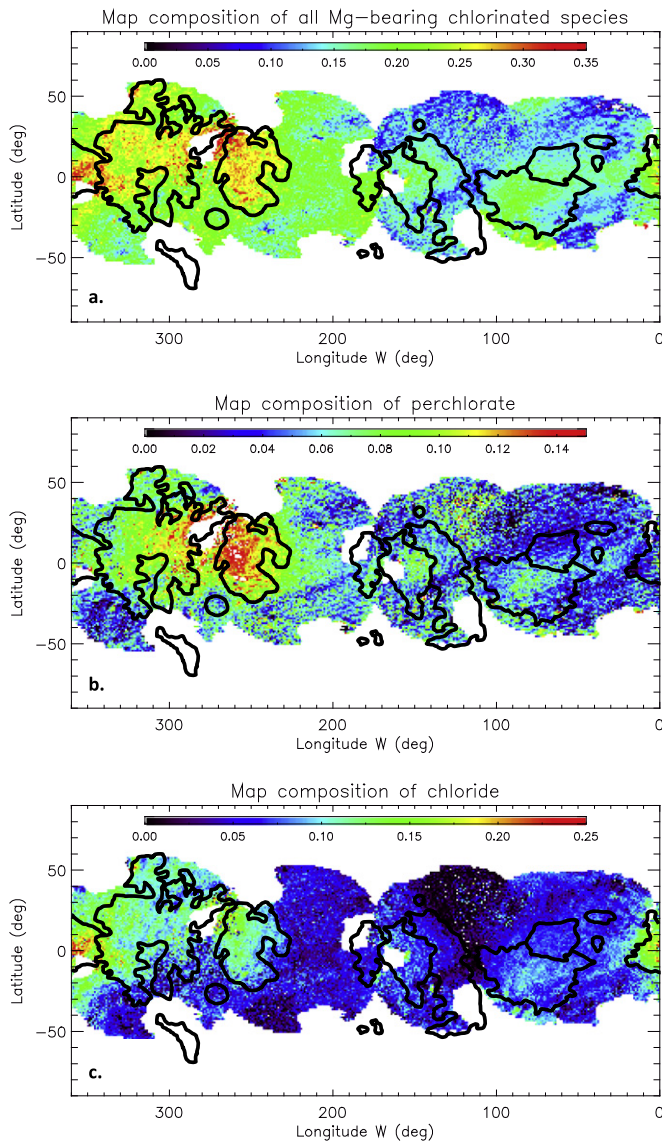 Map composition of all Mg-bearing chlorinated species
0.00 0.05 0.10 0.15 0.20 0.25 0.30 0.35
50
0
-50
Latitude (deg)
a.
300 200 100 0
Longitude W (deg)
Map composition of perchlorate
0.00 0.02 0.04 0.06 0.08 0.10 0.12 0.14
50
0
-50
Latitude (deg)
b.
300 200 100 0
Longitude W (deg)
Map composition of chloride
0.00 0.05 0.10 0.15 0.20 0.25
50
0
-50
Latitude (deg)
c.
300 200 100 0
Longitude W (deg)